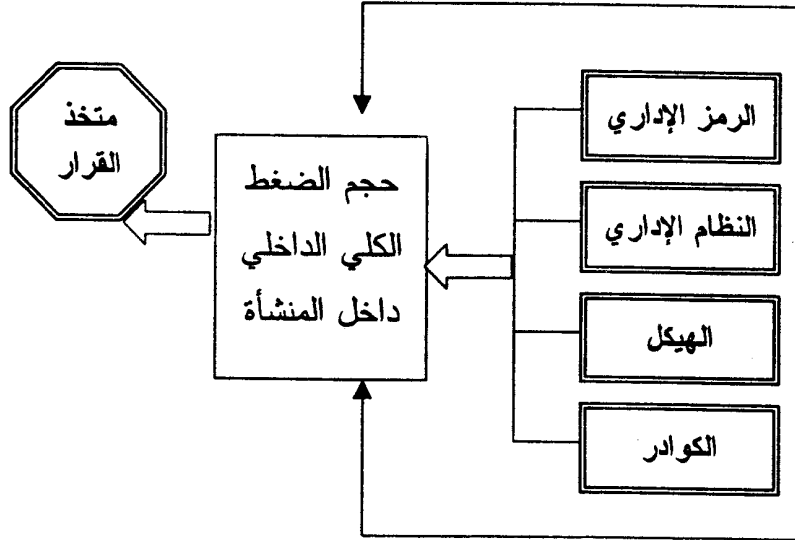 الرمز الإداري
النظام الإداري
الهيكل
الكوادر
حجم الضغط
الكلي الداخلي
داخل المنشأة
متخذ
القرار